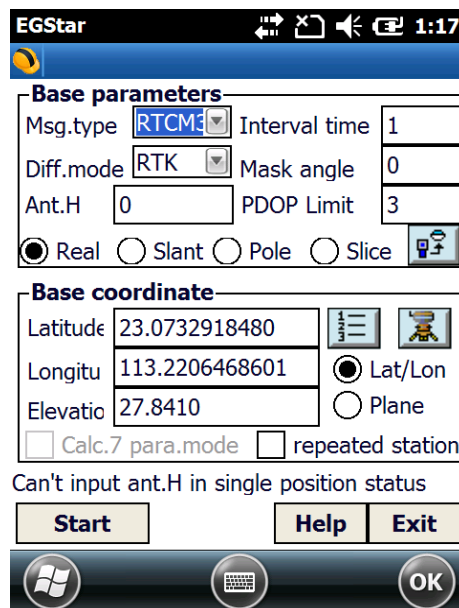 EGStar 1:17
Base parameters
Msg.type RTCM3 Interval time 1
Diff.mode RTK Mask angle 0
Ant.H 0 PDOP Limit 3
Real Slant Pole Slice
Base coordinate
Latitude 23.0732918480
Longitu 113.2206468601 Lat/Lon
Elevatio 27.8410 Plane
Calc.7 para.mode repeated station
Can't input ant.H in single position status
Start Help Exit
OK